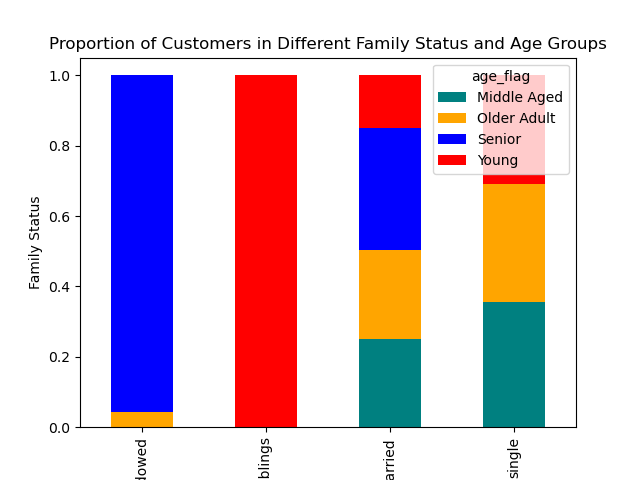 Proportion of Customers in Different Family Status and Age Groups
age_flag
Middle Aged
Older Adult
Senior
Young
Family Status
1.0
0.8
0.6
0.4
0.2
0.0
dowed
blings
arried
single